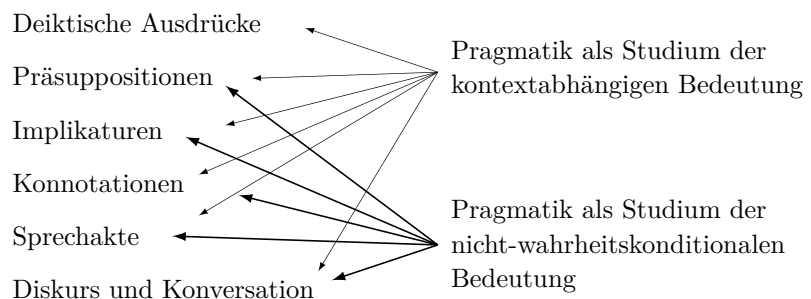 Deiktische Ausdrücke
Präsuppositionen
Implikaturen
Konnotationen
Sprechakte
Diskurs und Konversation
Pragmatik als Studium der
kontextabhängigen Bedeutung
Pragmatik als Studium der
nicht-wahrheitskonditionalen
Bedeutung